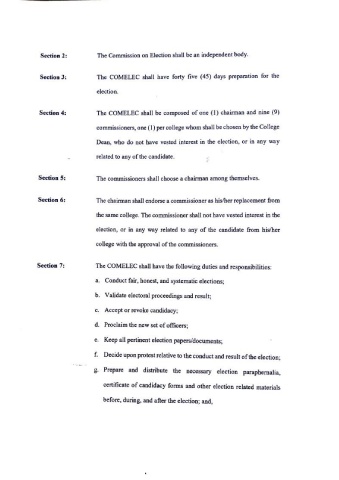 Section 2: The Commission on Election shall be an independent body.
Section 3: The COMELEC shall have forty five (45) days preparation for the
election.
Section 4: The COMELEC shall be composed of one (1) chairman and nine (9)
commissioners, one (1) per college whom shall be chosen by the College
Dean, who do not have vested interest in the election, or in any way
related to any of the candidate.
Section 5: The commissioners shall choose a chairman among themselves.
Section 6: The chairman shall endorse a commissioner as his/her replacement from
the same college. The commissioner shall not have vested interest in the
election, or in any way related to any of the candidate from his/her
college with the approval of the commissioners.
Section 7: The COMELEC shall have the following duties and responsibilities:
a. Conduct fair, honest, and systematic elections;
b. Validate electoral proceedings and result;
c. Accept or revoke candidacy;
d. Proclaim the new set of officers;
e. Keep all pertinent election papers/documents;
f. Decide upon protest relative to the conduct and result of the election;
g. Prepare and distribute the necessary election paraphernalia,
certificate of candidacy forms and other election related materials
before, during, and after the election; and,